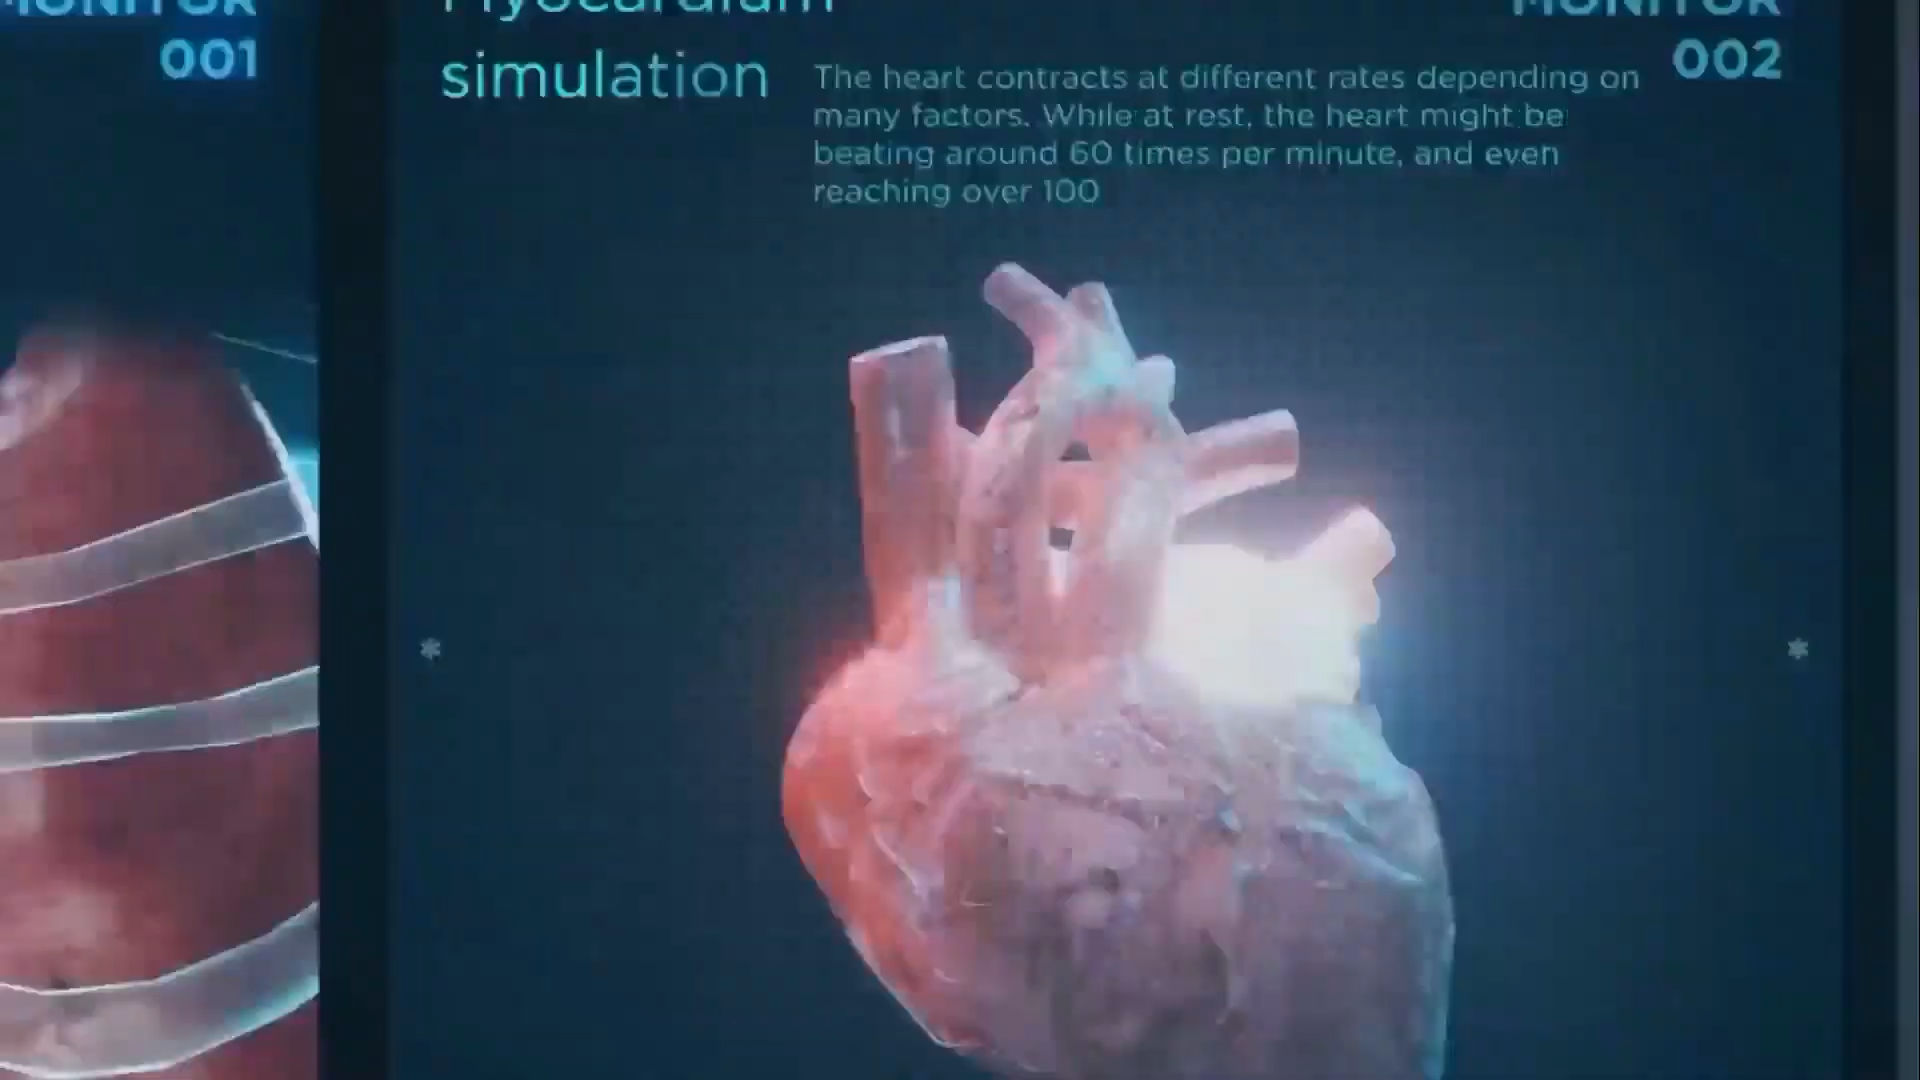 MONITOR
001
Myocardium
simulation
The heart contracts at different rates depending on
many factors. While at rest, the heart might be
beating around 60 times per minute, and even
reaching over 100
MONITOR
002